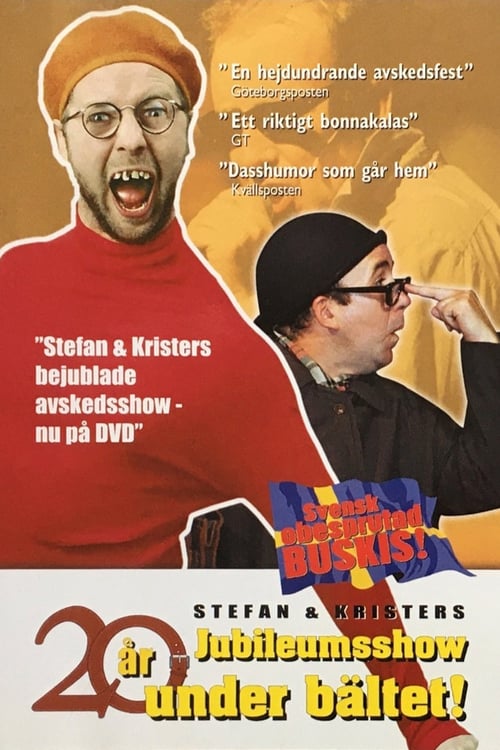 "En hejdundrande avskedsfest"
Göteborgsposten
"Ett riktigt bonnakalas"
GT
"Dasshumor som går hem"
Kvällsposten
"Stefan & Kristers
bejublade
avskedsshow -
nu på DVD"
Svensk
obesprutad
BUSKIS!
STEFAN & KRISTERS
20 år Jubileumsshow
under bältet!